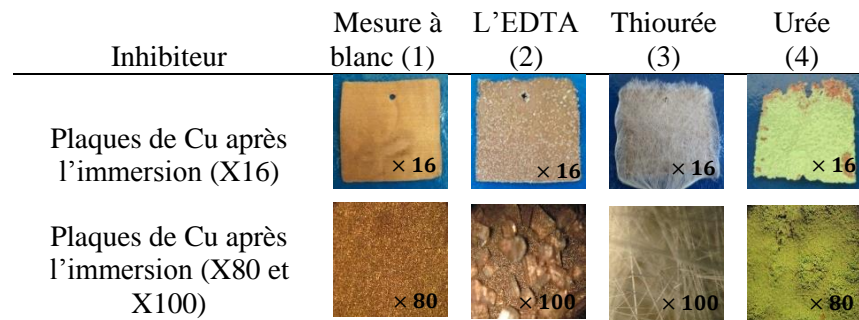 Inhibiteur
Mesure à
blanc (1)
L'EDTA
(2)
Thiourée
(3)
Urée
(4)
Plaques de Cu après
l'immersion (X16)
× 16
× 16
× 16
× 16
Plaques de Cu après
l'immersion (X80 et
X100)
× 80
× 100
× 100
× 80